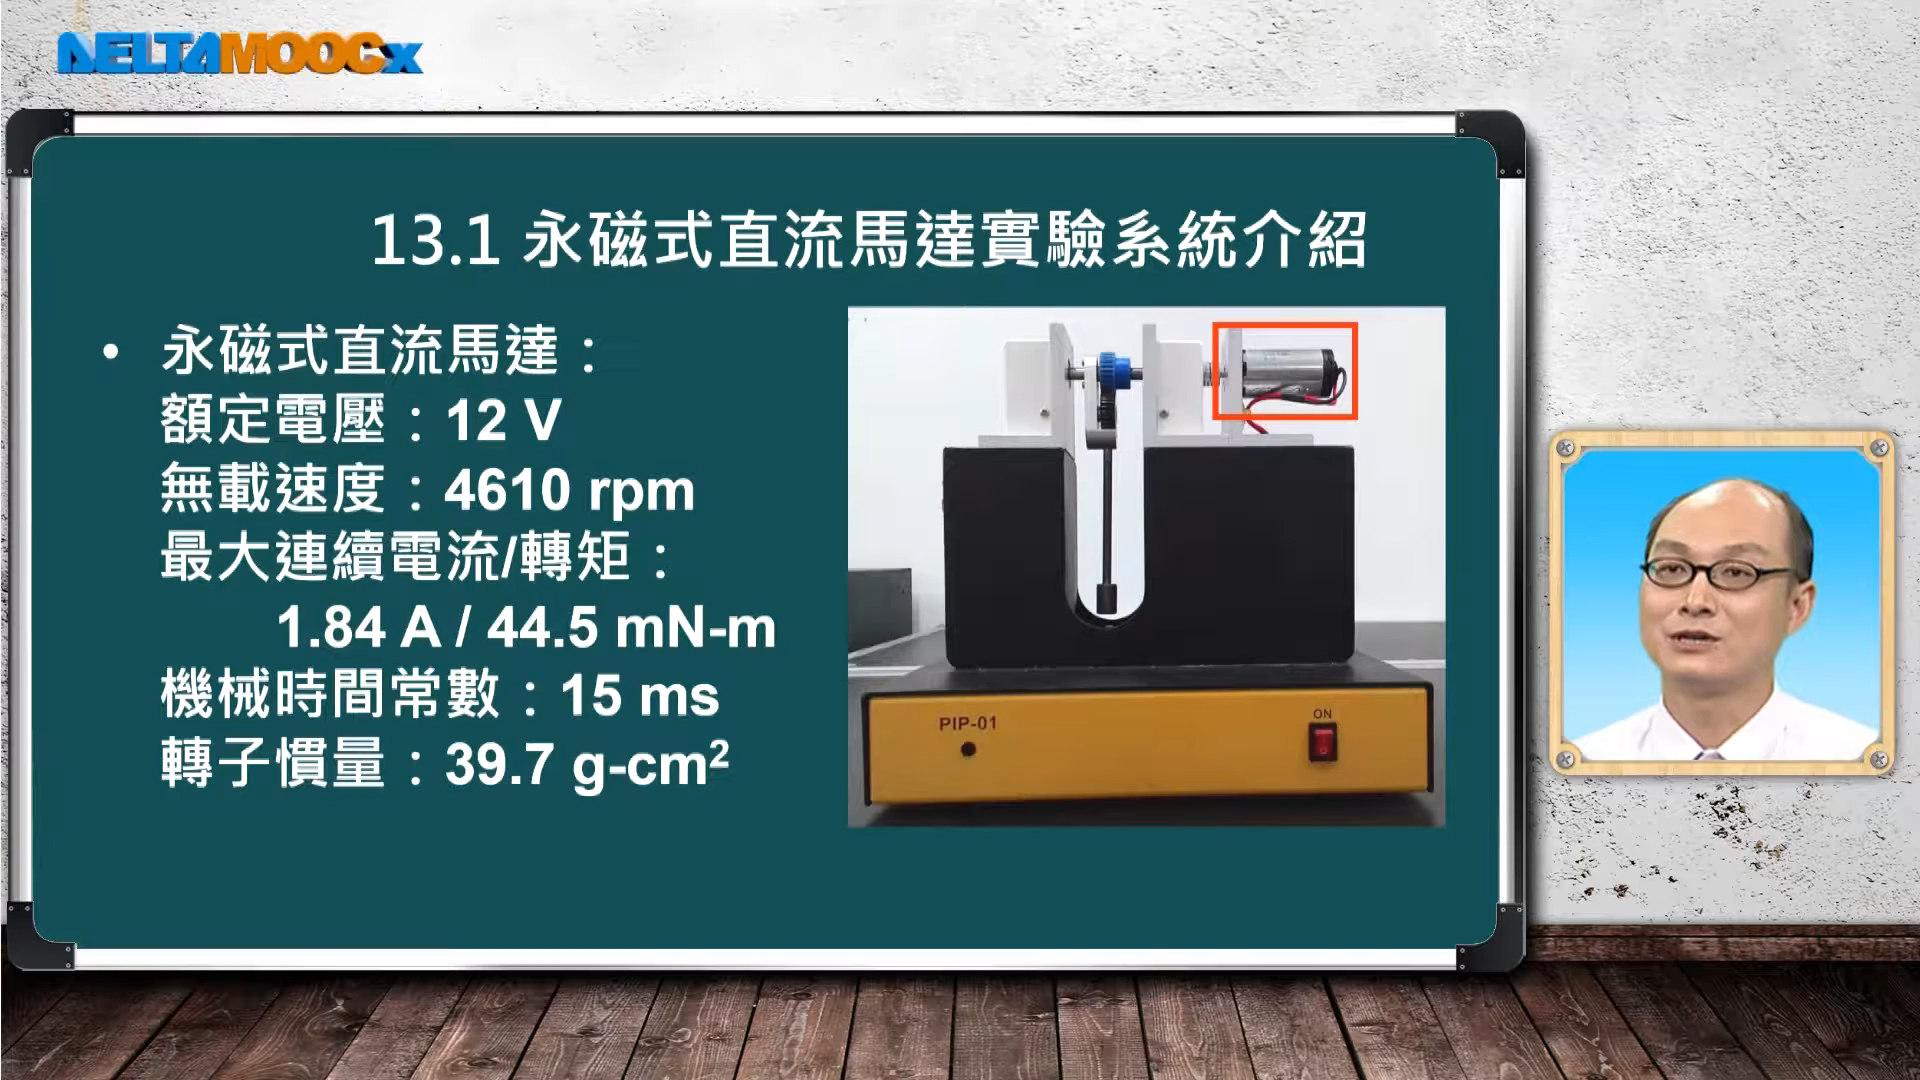 DELTAMOOCx
13.1 永磁式直流馬達實驗系統介紹
• 永磁式直流馬達：
額定電壓：12 V
無載速度：4610 rpm
最大連續電流/轉矩：
1.84 A / 44.5 mN-m
機械時間常數：15 ms
轉子慣量：39.7 g-cm²
PIP-01
ON